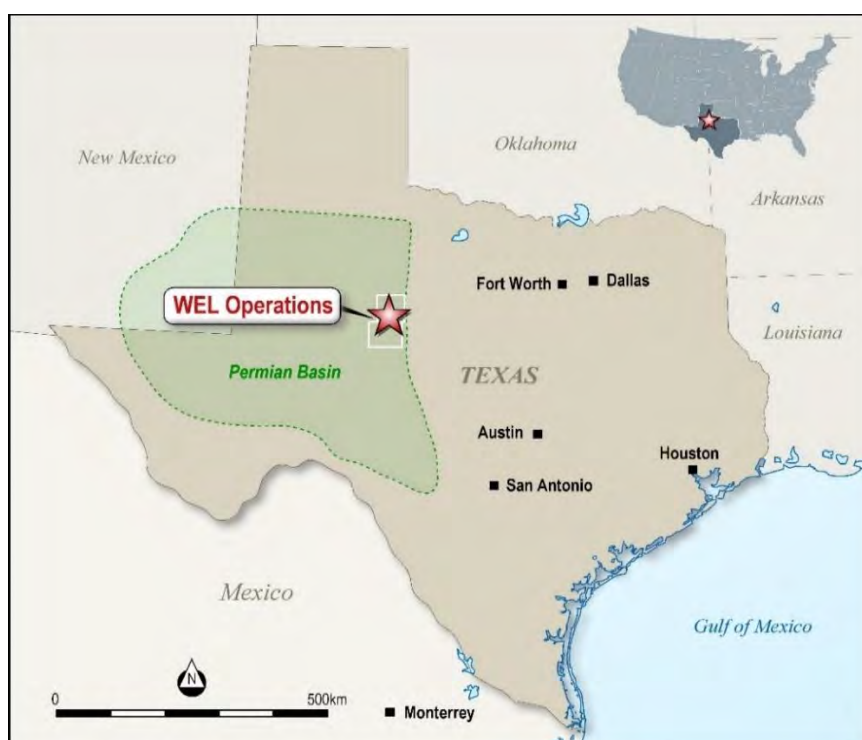 Oklahoma
New Mexico
Arkansas
Fort Worth
Dallas
WEL Operations
Louisiana
Permian Basin
TEXAS
Austin
Houston
San Antonio
Mexico
Gulf of Mexico
N
0
500km
Monterrey